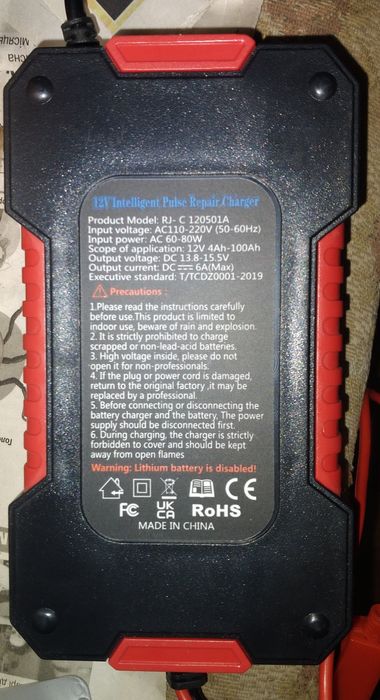 12V Intelligent Pulse Repair Charger
Product Model: RJ- C 120501A
Input voltage: AC110-220V (50-60Hz)
Input power: AC 60-80W
Scope of application: 12V 4Ah-100Ah
Output voltage: DC 13.8-15.5V
Output current: DC 6A(Max)
Executive standard: T/TCDZ0001-2019
Precautions :
1.Please read the instructions carefully
before use.This product is limited to
indoor use, beware of rain and explosion.
2. It is strictly prohibited to charge
scrapped or non-lead-acid batteries.
3. High voltage inside, please do not
open it for non-professionals.
4. If the plug or power cord is damaged,
return to the original factory ,it may be
replaced by a professional.
5. Before connecting or disconnecting the
battery charger and the battery, The power
supply should be disconnected first.
6. During charging, the charger is strictly
forbidden to cover and should be kept
away from open flames
Warning: Lithium battery is disabled!
CE
FC UK CA RoHS
MADE IN CHINA